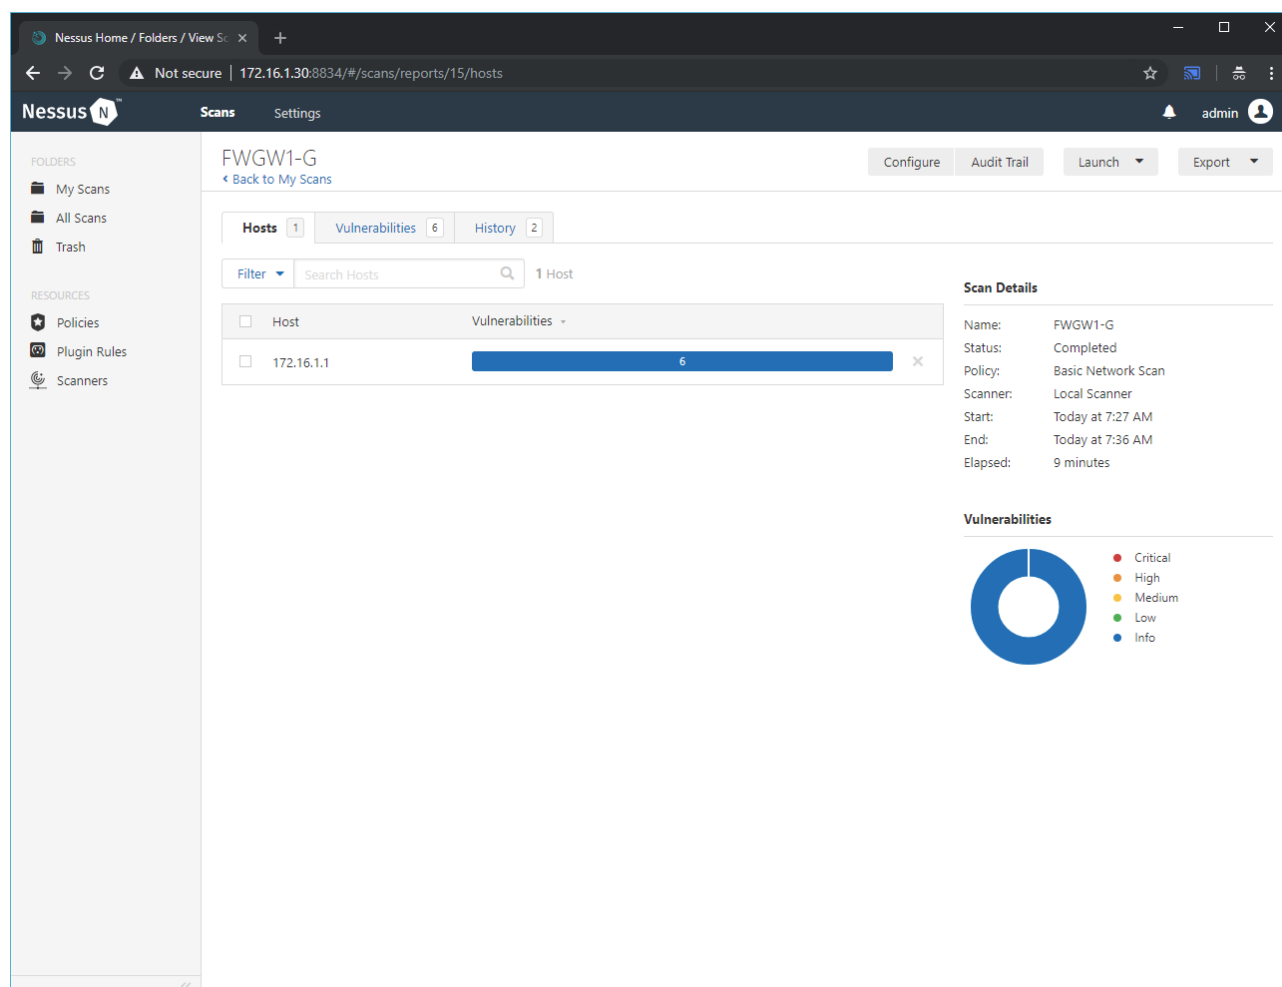 Nessus Home / Folders / View Sc
Not secure | 172.16.1.30:8834/#/scans/reports/15/hosts
Nessus N ™ Scans Settings admin
FOLDERS
My Scans
All Scans
Trash
RESOURCES
Policies
Plugin Rules
Scanners
FWGW1-G
Back to My Scans
Configure Audit Trail Launch Export
Hosts 1 Vulnerabilities 6 History 2
Filter Search Hosts 1 Host
Host Vulnerabilities
172.16.1.1 6
Scan Details
Name: FWGW1-G
Status: Completed
Policy: Basic Network Scan
Scanner: Local Scanner
Start: Today at 7:27 AM
End: Today at 7:36 AM
Elapsed: 9 minutes
Vulnerabilities
Critical
High
Medium
Low
Info